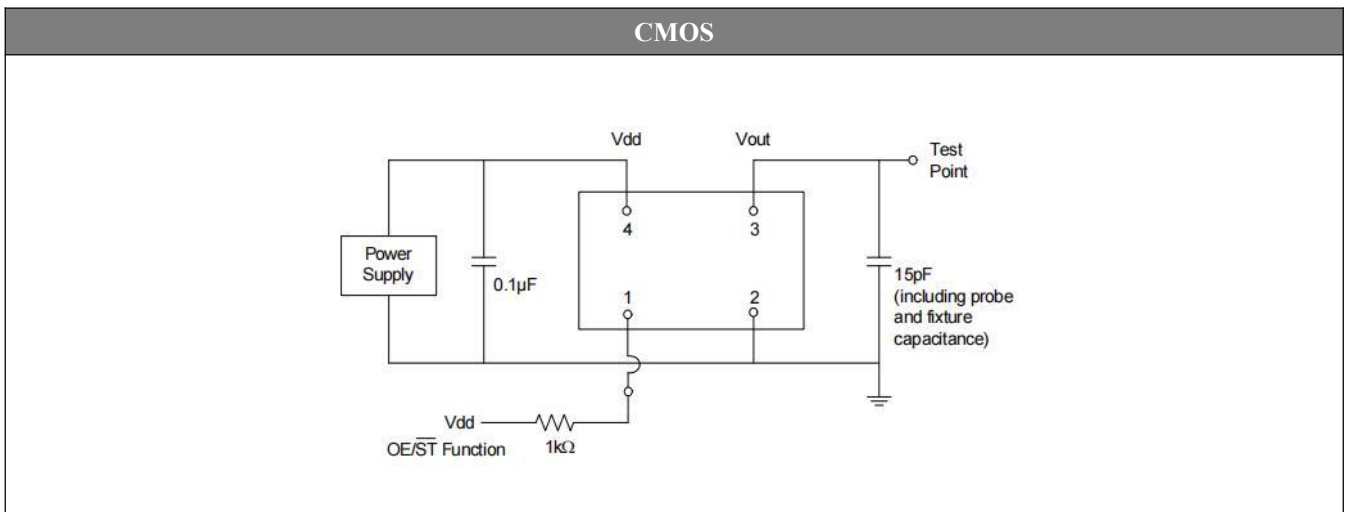 CMOS
Vdd
Vout
Test
Point
4
3
Power
Supply
0.1µF
1
2
15pF
(including probe
and fixture
capacitance)
Vdd
1kΩ
OE/S̅T̅ Function